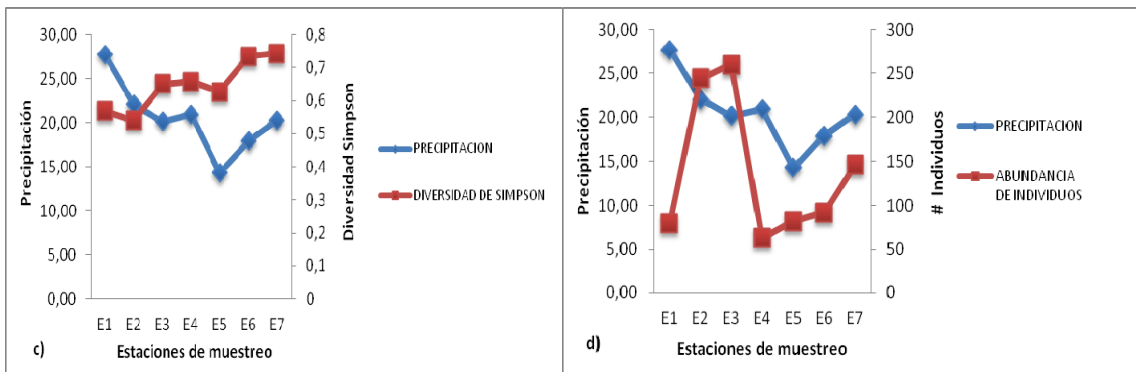 30,00
25,00
20,00
15,00
10,00
5,00
0,00
Precipitación
0,8
0,7
0,6
0,5
0,4
0,3
0,2
0,1
0
Diversidad Simpson
PRECIPITACION
DIVERSIDAD DE SIMPSON
E1 E2 E3 E4 E5 E6 E7
c)
Estaciones de muestreo
30,00
25,00
20,00
15,00
10,00
5,00
0,00
Precipitación
300
250
200
150
100
50
0
# Individuos
PRECIPITACION
ABUNDANCIA
DE INDIVIDUOS
E1 E2 E3 E4 E5 E6 E7
d)
Estaciones de muestreo